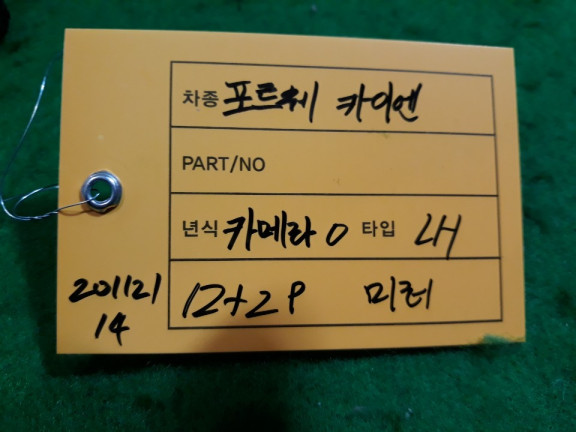 차종 포르쉐 카이엔
PART/NO
년식 카메라 O 타입 LH
12+2P 미러
201121
14